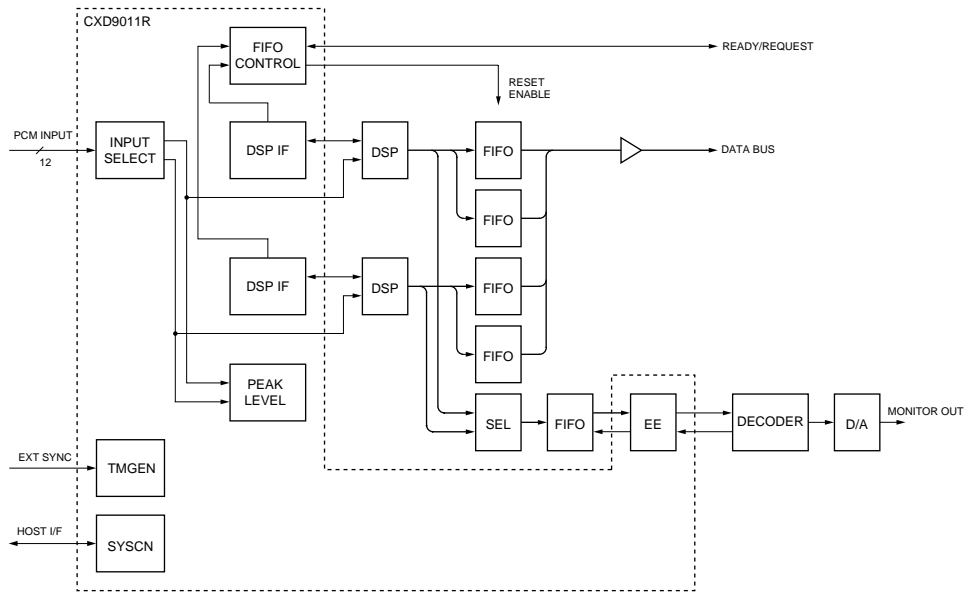 CXD9011R
FIFO
CONTROL
READY/REQUEST
RESET
ENABLE
PCM INPUT
12
INPUT
SELECT
DSP IF
DSP
FIFO
DATA BUS
FIFO
DSP IF
DSP
FIFO
FIFO
PEAK
LEVEL
SEL
FIFO
EE
DECODER
D/A
MONITOR OUT
EXT SYNC
TMGEN
HOST I/F
SYSCN